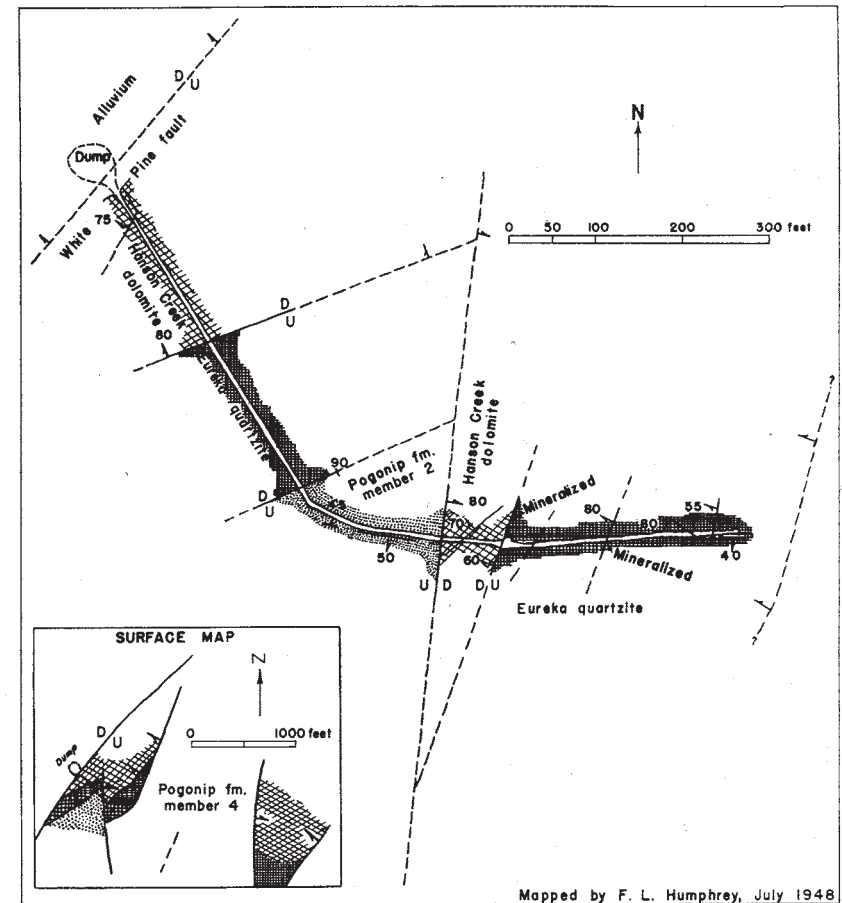 D U
Alluvium
White Pine fault
Dump
N
0 50 100 200 300 feet
75
Hanson Creek
dolomite
80
D
U
Eureka quartzite
90
Pogonip fm.
member 2
D
U
50
Hanson Creek
dolomite
80
70
60
Mineralized
80
80
55
40
Mineralized
U D
D U
Eureka quartzite
?
?
SURFACE MAP
N
0 1000 feet
D
U
Dump
Pogonip fm.
member 4
Mapped by F. L. Humphrey, July 1948